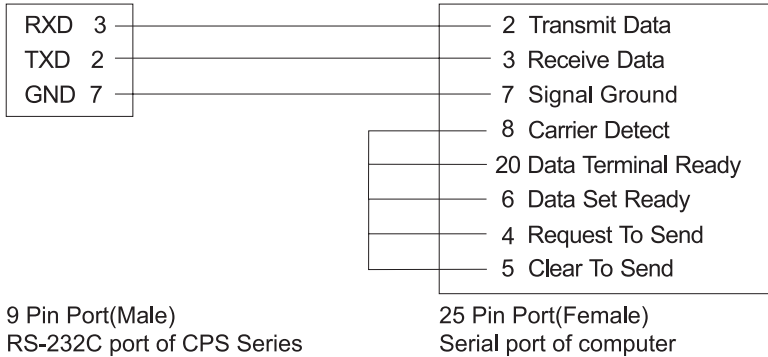 RXD 3
TXD 2
GND 7
2 Transmit Data
3 Receive Data
7 Signal Ground
8 Carrier Detect
20 Data Terminal Ready
6 Data Set Ready
4 Request To Send
5 Clear To Send
9 Pin Port(Male)
RS-232C port of CPS Series
25 Pin Port(Female)
Serial port of computer